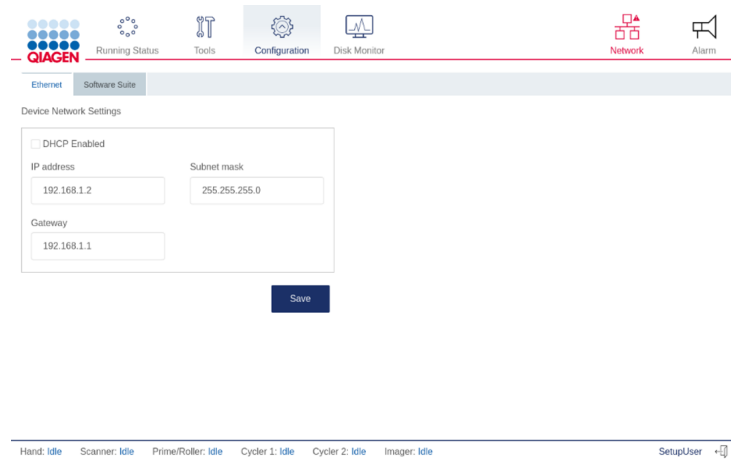 QIAGEN
Running Status Tools Configuration Disk Monitor Network Alarm
Ethernet Software Suite
Device Network Settings
DHCP Enabled
IP address Subnet mask
192.168.1.2 255.255.255.0
Gateway
192.168.1.1
Save
Hand: Idle Scanner: Idle Prime/Roller: Idle Cycler 1: Idle Cycler 2: Idle Imager: Idle SetupUser